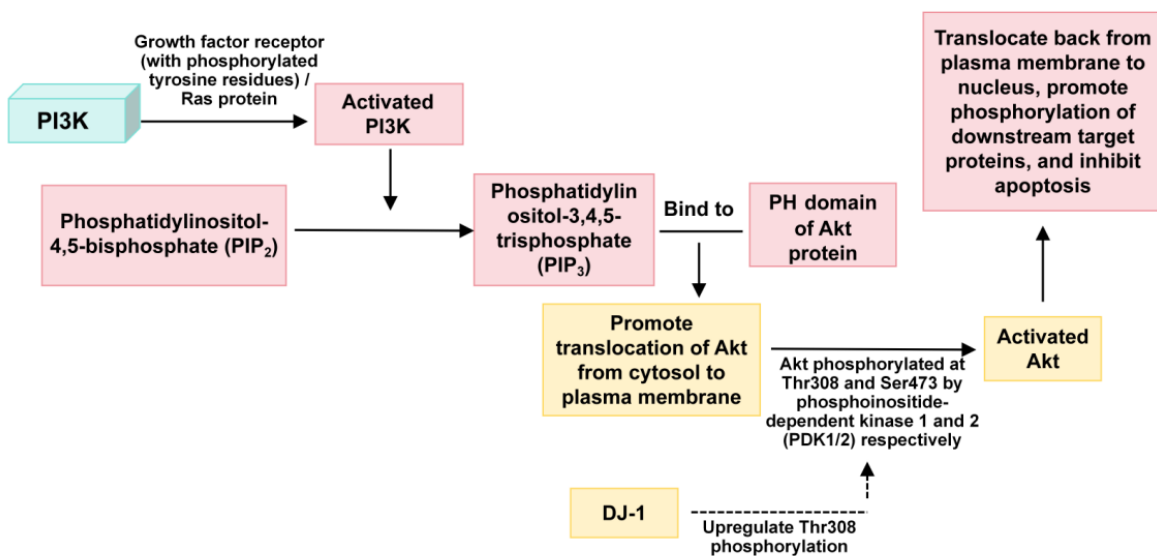 Growth factor receptor
(with phosphorylated
tyrosine residues) /
Ras protein
PI3K
Activated
PI3K
Translocate back from
plasma membrane to
nucleus, promote
phosphorylation of
downstream target
proteins, and inhibit
apoptosis
Phosphatidylinositol-
4,5-bisphosphate (PIP₂)
Phosphatidylin
ositol-3,4,5-
trisphosphate
(PIP₃)
Bind to
PH domain
of Akt
protein
Promote
translocation of Akt
from cytosol to
plasma membrane
Akt phosphorylated at
Thr308 and Ser473 by
phosphoinositide-
dependent kinase 1 and 2
(PDK1/2) respectively
Activated
Akt
DJ-1
Upregulate Thr308
phosphorylation